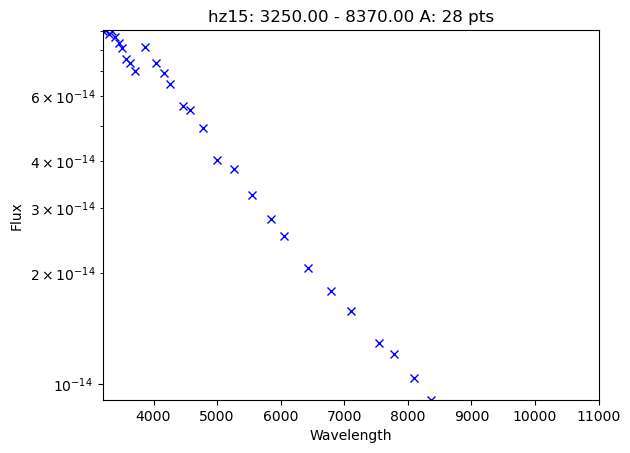 hz15: 3250.00 - 8370.00 A: 28 pts
Flux
6 × 10⁻¹⁴
4 × 10⁻¹⁴
3 × 10⁻¹⁴
2 × 10⁻¹⁴
10⁻¹⁴
4000 5000 6000 7000 8000 9000 10000 11000
Wavelength